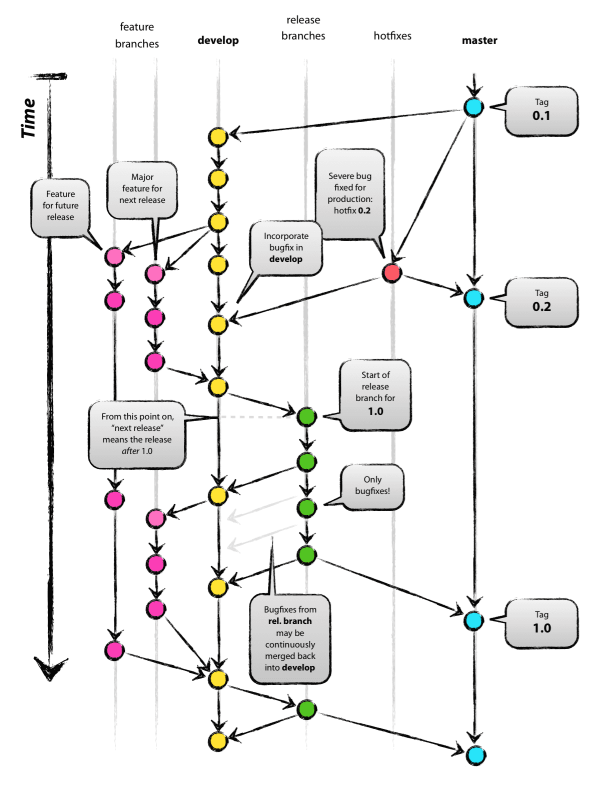 feature
branches
develop
release
branches
hotfixes
master
Time
Tag
0.1
Major
feature for
next release
Severe bug
fixed for
production:
hotfix 0.2
Feature
for future
release
Incorporate
bugfix in
develop
Tag
0.2
Start of
release
branch for
1.0
From this point on,
“next release”
means the release
after 1.0
Only
bugfixes!
Bugfixes from
rel. branch
may be
continuously
merged back
into develop
Tag
1.0